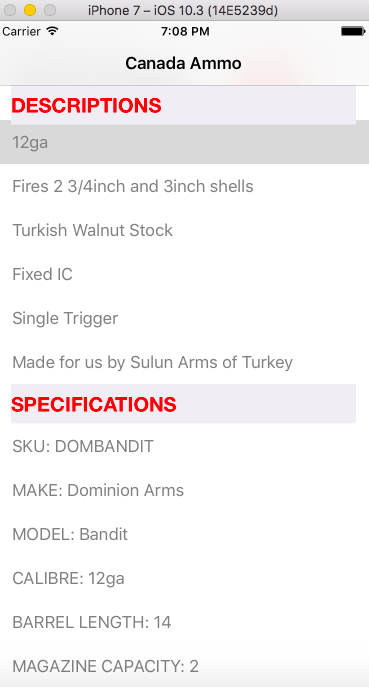 iPhone 7 – iOS 10.3 (14E5239d)
Carrier 7:08 PM
Canada Ammo
DESCRIPTIONS
12ga
Fires 2 3/4inch and 3inch shells
Turkish Walnut Stock
Fixed IC
Single Trigger
Made for us by Sulun Arms of Turkey
SPECIFICATIONS
SKU: DOMBANDIT
MAKE: Dominion Arms
MODEL: Bandit
CALIBRE: 12ga
BARREL LENGTH: 14
MAGAZINE CAPACITY: 2